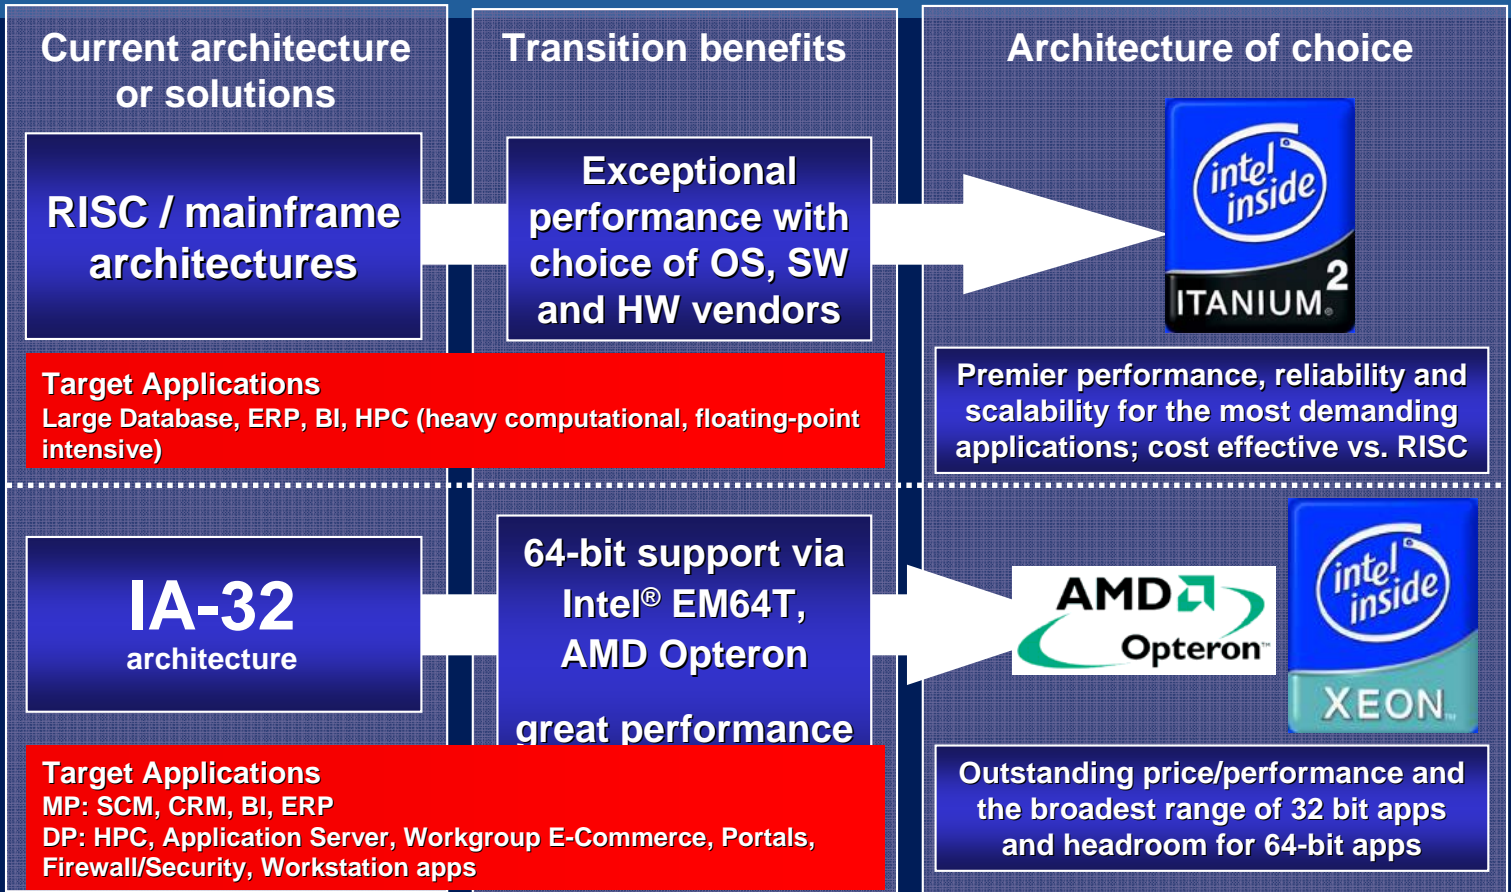 Current architecture
or solutions
Transition benefits
Architecture of choice
RISC / mainframe
architectures
Exceptional
performance with
choice of OS, SW
and HW vendors
intel
inside
ITANIUM® 2
Target Applications
Large Database, ERP, BI, HPC (heavy computational, floating-point
intensive)
Premier performance, reliability and
scalability for the most demanding
applications; cost effective vs. RISC
IA-32
architecture
64-bit support via
Intel® EM64T,
AMD Opteron
great performance
AMD
Opteron™
intel
inside
XEON™
Target Applications
MP: SCM, CRM, BI, ERP
DP: HPC, Application Server, Workgroup E-Commerce, Portals,
Firewall/Security, Workstation apps
Outstanding price/performance and
the broadest range of 32 bit apps
and headroom for 64-bit apps